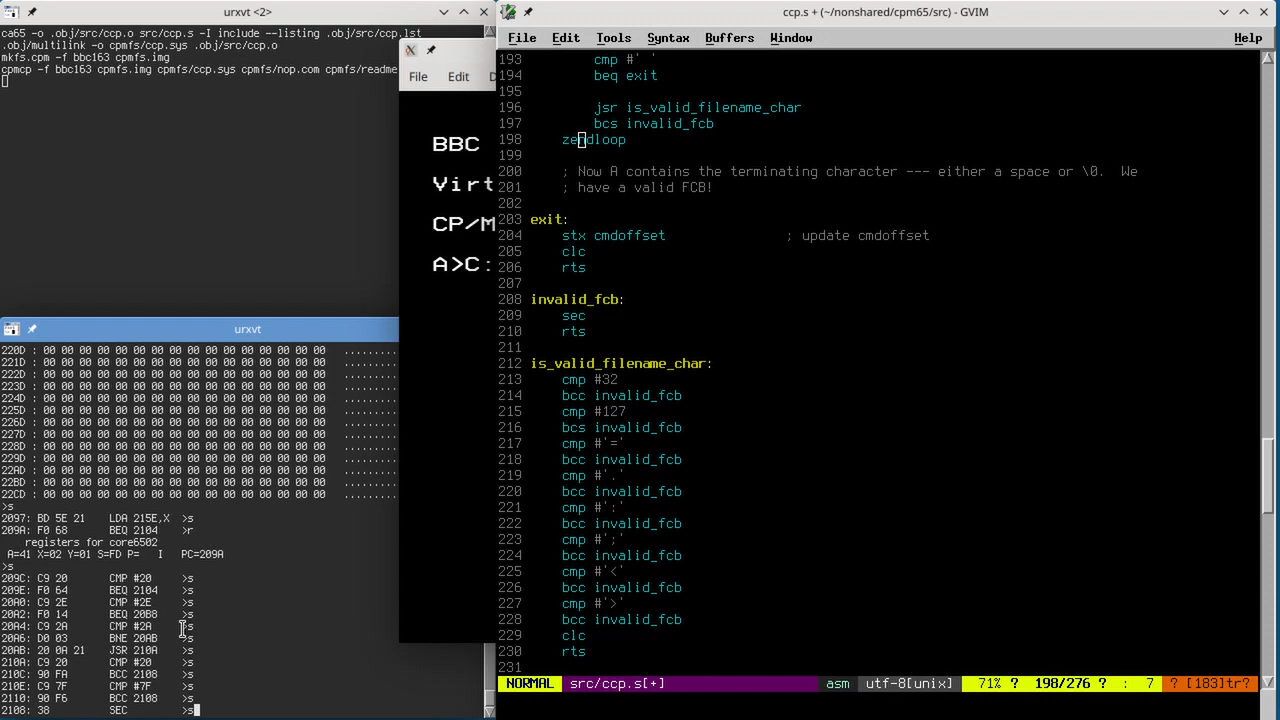 urxvt <2>
ca65 -o .obj/src/ccp.o src/ccp.s -I include --listing .obj/src/ccp.lst
.obj/multilink -o cpmfs/ccp.sys .obj/src/ccp.o
mkfs.cpm -f bbc163 cpmfs.img
cpmcp -f bbc163 cpmfs.img cpmfs/ccp.sys cpmfs/nop.com cpmfs/readme
File Edit
BBC
Virt
CP/M
A>C:
urxvt
220D : 00 00 00 00 00 00 00 00 00 00 00 00 00 00 00 00 .........
221D : 00 00 00 00 00 00 00 00 00 00 00 00 00 00 00 00 .........
222D : 00 00 00 00 00 00 00 00 00 00 00 00 00 00 00 00 .........
223D : 00 00 00 00 00 00 00 00 00 00 00 00 00 00 00 00 .........
224D : 00 00 00 00 00 00 00 00 00 00 00 00 00 00 00 00 .........
225D : 00 00 00 00 00 00 00 00 00 00 00 00 00 00 00 00 .........
226D : 00 00 00 00 00 00 00 00 00 00 00 00 00 00 00 00 .........
227D : 00 00 00 00 00 00 00 00 00 00 00 00 00 00 00 00 .........
228D : 00 00 00 00 00 00 00 00 00 00 00 00 00 00 00 00 .........
229D : 00 00 00 00 00 00 00 00 00 00 00 00 00 00 00 00 .........
22AD : 00 00 00 00 00 00 00 00 00 00 00 00 00 00 00 00 .........
22BD : 00 00 00 00 00 00 00 00 00 00 00 00 00 00 00 00 .........
22CD : 00 00 00 00 00 00 00 00 00 00 00 00 00 00 00 00 .........
>s
2097: BD 5E 21 LDA 215E,X >s
209A: F0 68 BEQ 2104 >r
registers for core6502
A=41 X=02 Y=01 S=FD P= I PC=209A
>s
209C: C9 20 CMP #20 >s
209E: F0 64 BEQ 2104 >s
20A0: C9 2E CMP #2E >s
20A2: F0 14 BEQ 20B8 >s
20A4: C9 2A CMP #2A >s
20A6: D0 03 BNE 20AB >s
20AB: 20 0A 21 JSR 210A >s
210A: C9 20 CMP #20 >s
210C: 90 FA BCC 2108 >s
210E: C9 7F CMP #7F >s
2110: 90 F6 BCC 2108 >s
2108: 38 SEC >s
ccp.s + (~/nonshared/cpm65/src) - GVIM
File Edit Tools Syntax Buffers Window Help
193 cmp #' '
194 beq exit
195
196 jsr is_valid_filename_char
197 bcs invalid_fcb
198 zendloop
199
200 ; Now A contains the terminating character --- either a space or \0. We
201 ; have a valid FCB!
202
203 exit:
204 stx cmdoffset ; update cmdoffset
205 clc
206 rts
207
208 invalid_fcb:
209 sec
210 rts
211
212 is_valid_filename_char:
213 cmp #32
214 bcc invalid_fcb
215 cmp #127
216 bcs invalid_fcb
217 cmp #'='
218 bcc invalid_fcb
219 cmp #'.'
220 bcc invalid_fcb
221 cmp #':'
222 bcc invalid_fcb
223 cmp #';'
224 bcc invalid_fcb
225 cmp #'<'
226 bcc invalid_fcb
227 cmp #'>'
228 bcc invalid_fcb
229 clc
230 rts
231
NORMAL src/ccp.s[+] asm utf-8[unix] 71% ? 198/276 ? : 7 ? [183]tr?